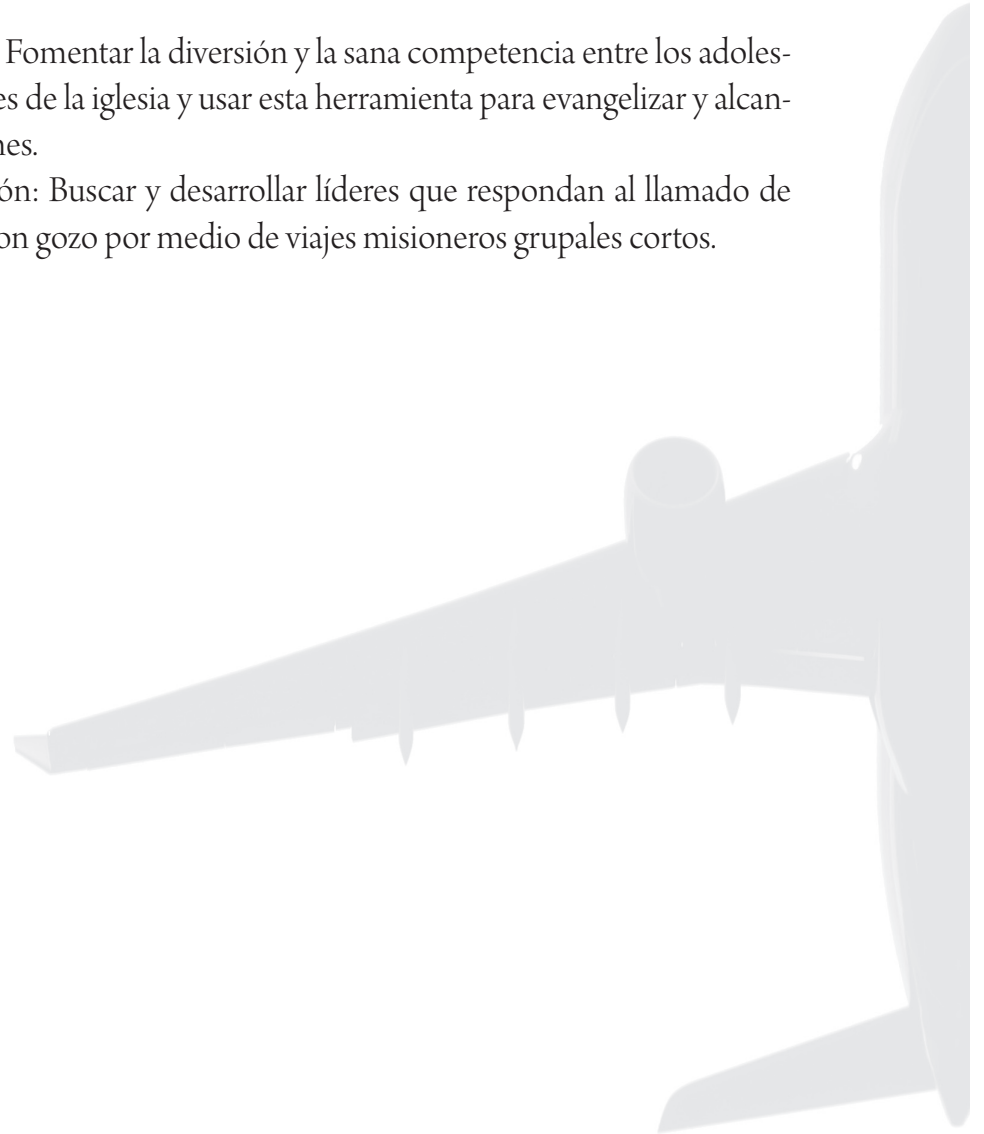 Fomentar la diversión y la sana competencia entre los adoles-
es de la iglesia y usar esta herramienta para evangelizar y alcan-
nes.
ón: Buscar y desarrollar líderes que respondan al llamado de
on gozo por medio de viajes misioneros grupales cortos.